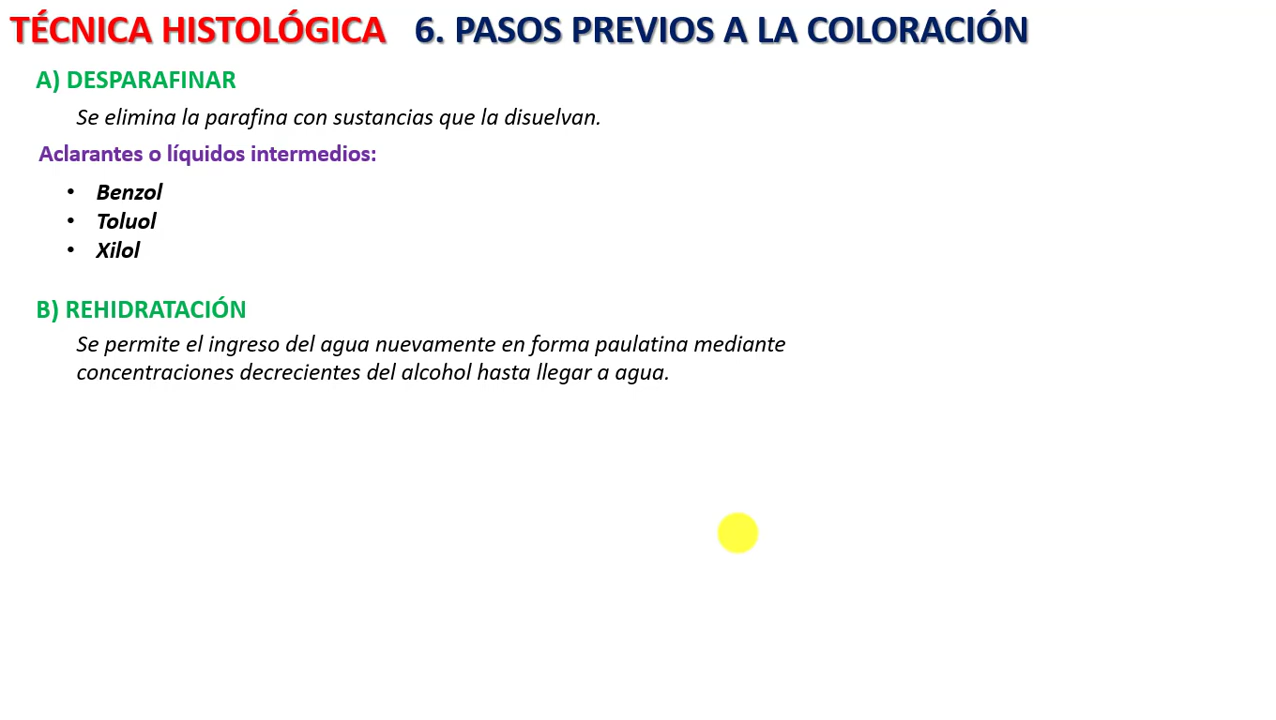 TÉCNICA HISTOLÓGICA 6. PASOS PREVIOS A LA COLORACIÓN
A) DESPARAFINAR
Se elimina la parafina con sustancias que la disuelvan.
Aclarantes o líquidos intermedios:
• Benzol
• Toluol
• Xilol
B) REHIDRATACIÓN
Se permite el ingreso del agua nuevamente en forma paulatina mediante
concentraciones decrecientes del alcohol hasta llegar a agua.